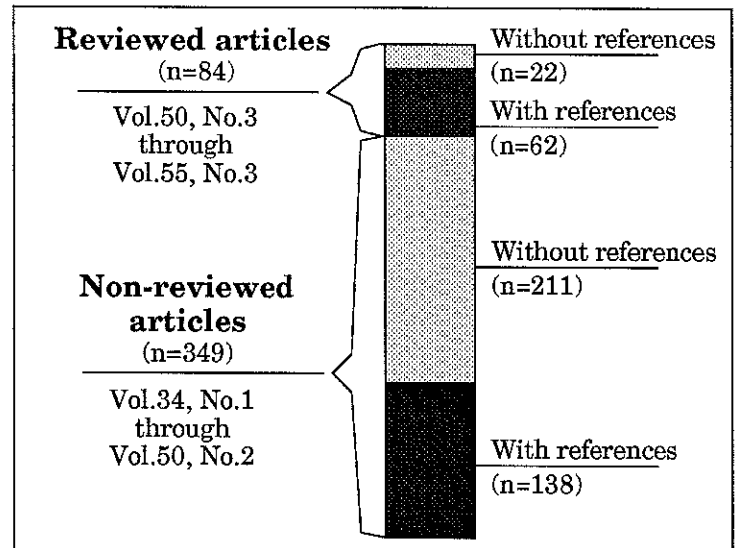 Reviewed articles
(n=84)
Vol.50, No.3
through
Vol.55, No.3
Non-reviewed
articles
(n=349)
Vol.34, No.1
through
Vol.50, No.2
Without references
(n=22)
With references
(n=62)
Without references
(n=211)
With references
(n=138)